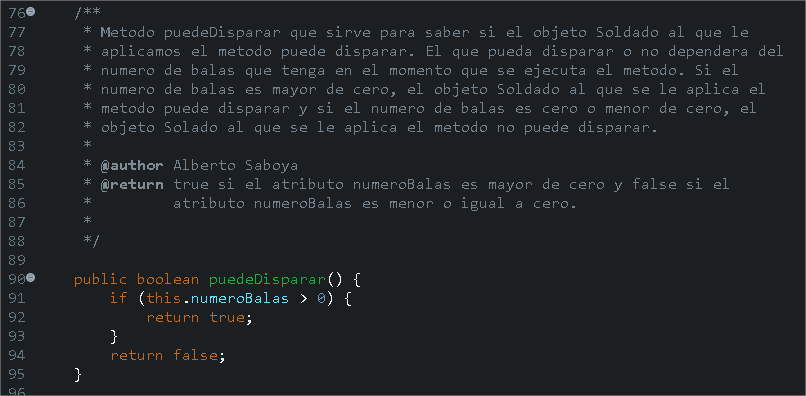 76 /**
77 * Metodo puedeDisparar que sirve para saber si el objeto Soldado al que le
78 * aplicamos el metodo puede disparar. El que pueda disparar o no dependera del
79 * numero de balas que tenga en el momento que se ejecuta el metodo. Si el
80 * numero de balas es mayor de cero, el objeto Soldado al que se le aplica el
81 * metodo puede disparar y si el numero de balas es cero o menor de cero, el
82 * objeto Solado al que se le aplica el metodo no puede disparar.
83 *
84 * @author Alberto Saboya
85 * @return true si el atributo numeroBalas es mayor de cero y false si el
86 * atributo numeroBalas es menor o igual a cero.
87 *
88 */
89
90 public boolean puedeDisparar() {
91 if (this.numeroBalas > 0) {
92 return true;
93 }
94 return false;
95 }
96